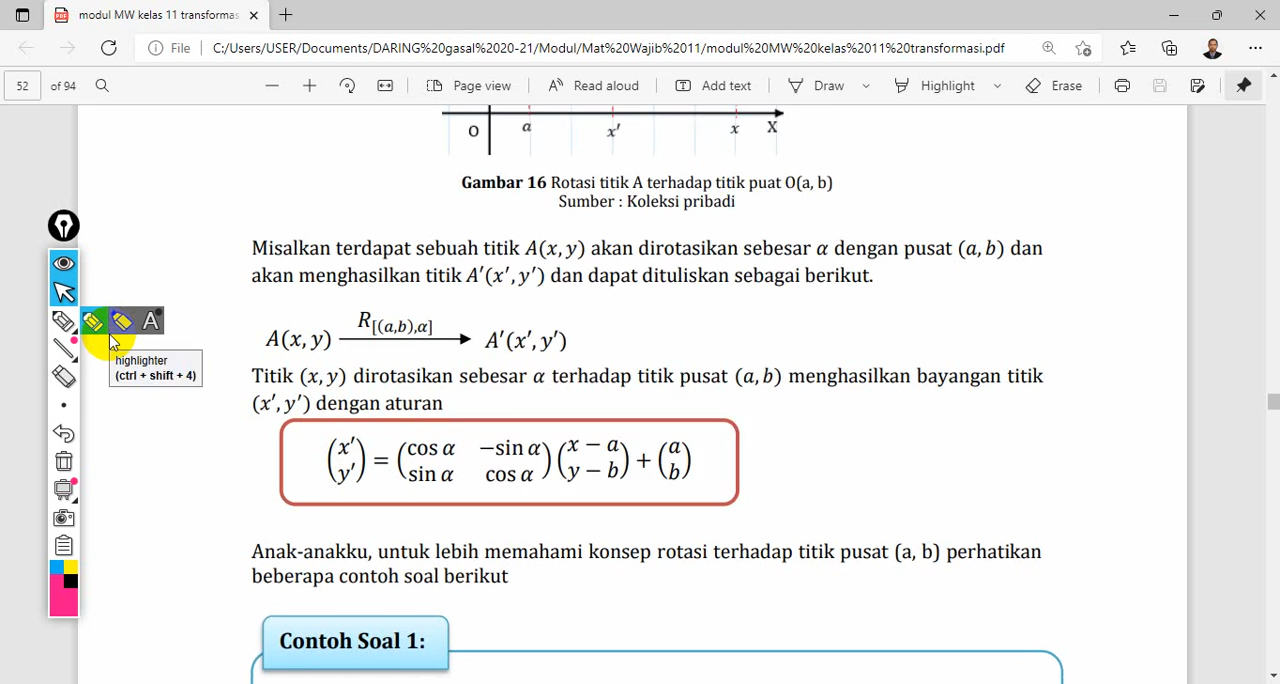 modul MW kelas 11 transformas
File C:/Users/USER/Documents/DARING%20gasal%202020-21/Modul/Mat%20Wajib%2011/modul%20MW%20kelas%2011%20transformasi.pdf
52 of 94 Page view Read aloud Add text Draw Highlight Erase
O a x′ x X
Gambar 16 Rotasi titik A terhadap titik puat O(a, b)
Sumber : Koleksi pribadi
Misalkan terdapat sebuah titik A(x, y) akan dirotasikan sebesar α dengan pusat (a, b) dan
akan menghasilkan titik A′(x′, y′) dan dapat dituliskan sebagai berikut.
A
R[(a,b),α]
A(x, y) ⟶ A′(x′, y′)
highlighter
(ctrl + shift + 4)
Titik (x, y) dirotasikan sebesar α terhadap titik pusat (a, b) menghasilkan bayangan titik
(x′, y′) dengan aturan
(x′) = (cos α −sin α)(x − a) + (a)
(y′) (sin α cos α)(y − b) (b)
Anak-anakku, untuk lebih memahami konsep rotasi terhadap titik pusat (a, b) perhatikan
beberapa contoh soal berikut
Contoh Soal 1: